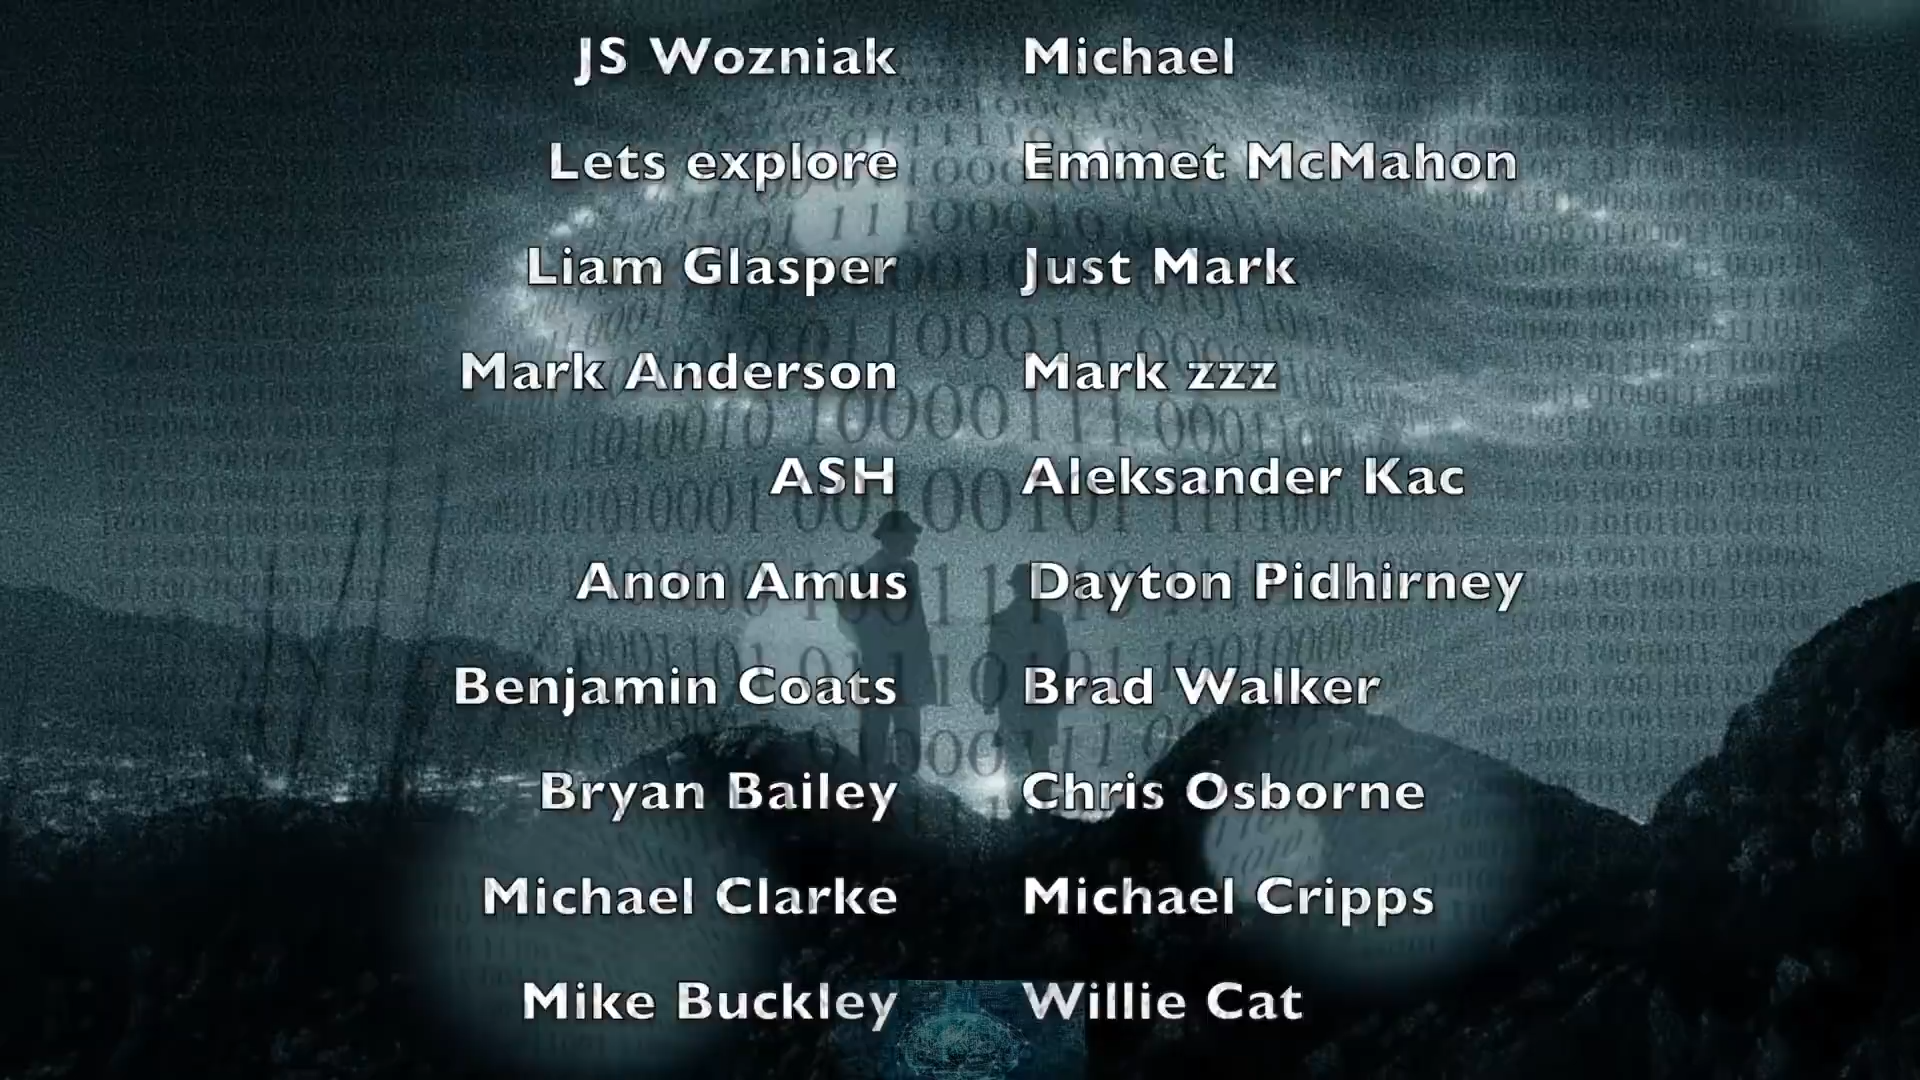 JS Wozniak Michael
Lets explore Emmet McMahon
Liam Glasper Just Mark
Mark Anderson Mark zzz
ASH Aleksander Kac
Anon Amus Dayton Pidhirney
Benjamin Coats Brad Walker
Bryan Bailey Chris Osborne
Michael Clarke Michael Cripps
Mike Buckley Willie Cat